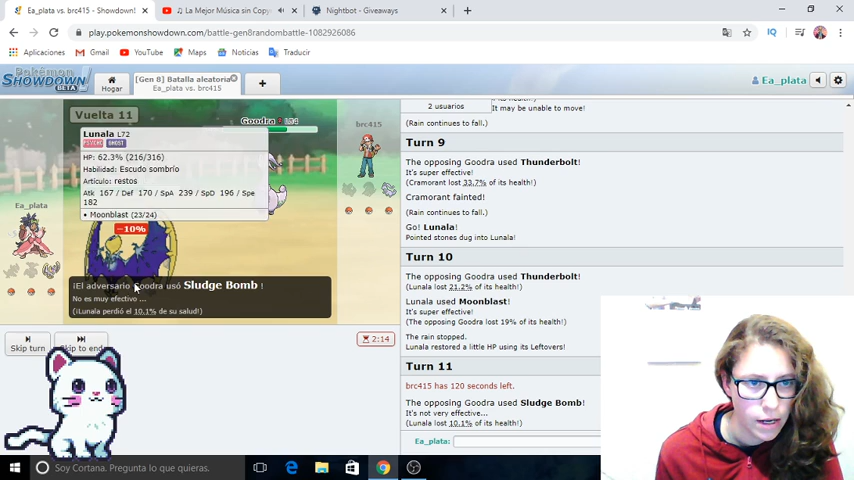 Ea_plata vs. brc415 - Showdown!
La Mejor Música sin Copy
Nightbot - Giveaways
play.pokemonshowdown.com/battle-gen8randombattle-1082926086
Aplicaciones
Gmail
YouTube
Maps
Noticias
Traducir
IQ
POKÉMON
SHOWDOWN
BETA
Hogar
[Gen 8] Batalla aleatoria
Ea_plata vs. brc415
Ea_plata
Vuelta 11
Goodra
brc415
Lunala L72
PSYCHC GHOST
HP: 62.3% (216/316)
Habilidad: Escudo sombrío
Artículo: restos
Atk 167 / Def 170 / SpA 239 / SpD 196 / Spe
182
• Moonblast (23/24)
-10%
Ea_plata
¡El adversario Goodra usó Sludge Bomb !
No es muy efectivo ...
(¡Lunala perdió el 10.1% de su salud!)
Skip turn
Skip to end
2:14
2 usuarios
It may be unable to move!
(Rain continues to fall.)
Turn 9
The opposing Goodra used Thunderbolt!
It's super effective!
(Cramorant lost 33.7% of its health!)
Cramorant fainted!
(Rain continues to fall.)
Go! Lunala!
Pointed stones dug into Lunala!
Turn 10
The opposing Goodra used Thunderbolt!
(Lunala lost 21.2% of its health!)
Lunala used Moonblast!
It's super effective!
(The opposing Goodra lost 19% of its health!)
The rain stopped.
Lunala restored a little HP using its Leftovers!
Turn 11
brc415 has 120 seconds left.
The opposing Goodra used Sludge Bomb!
It's not very effective...
(Lunala lost 10.1% of its health!)
Ea_plata:
Soy Cortana. Pregunta lo que quieras.